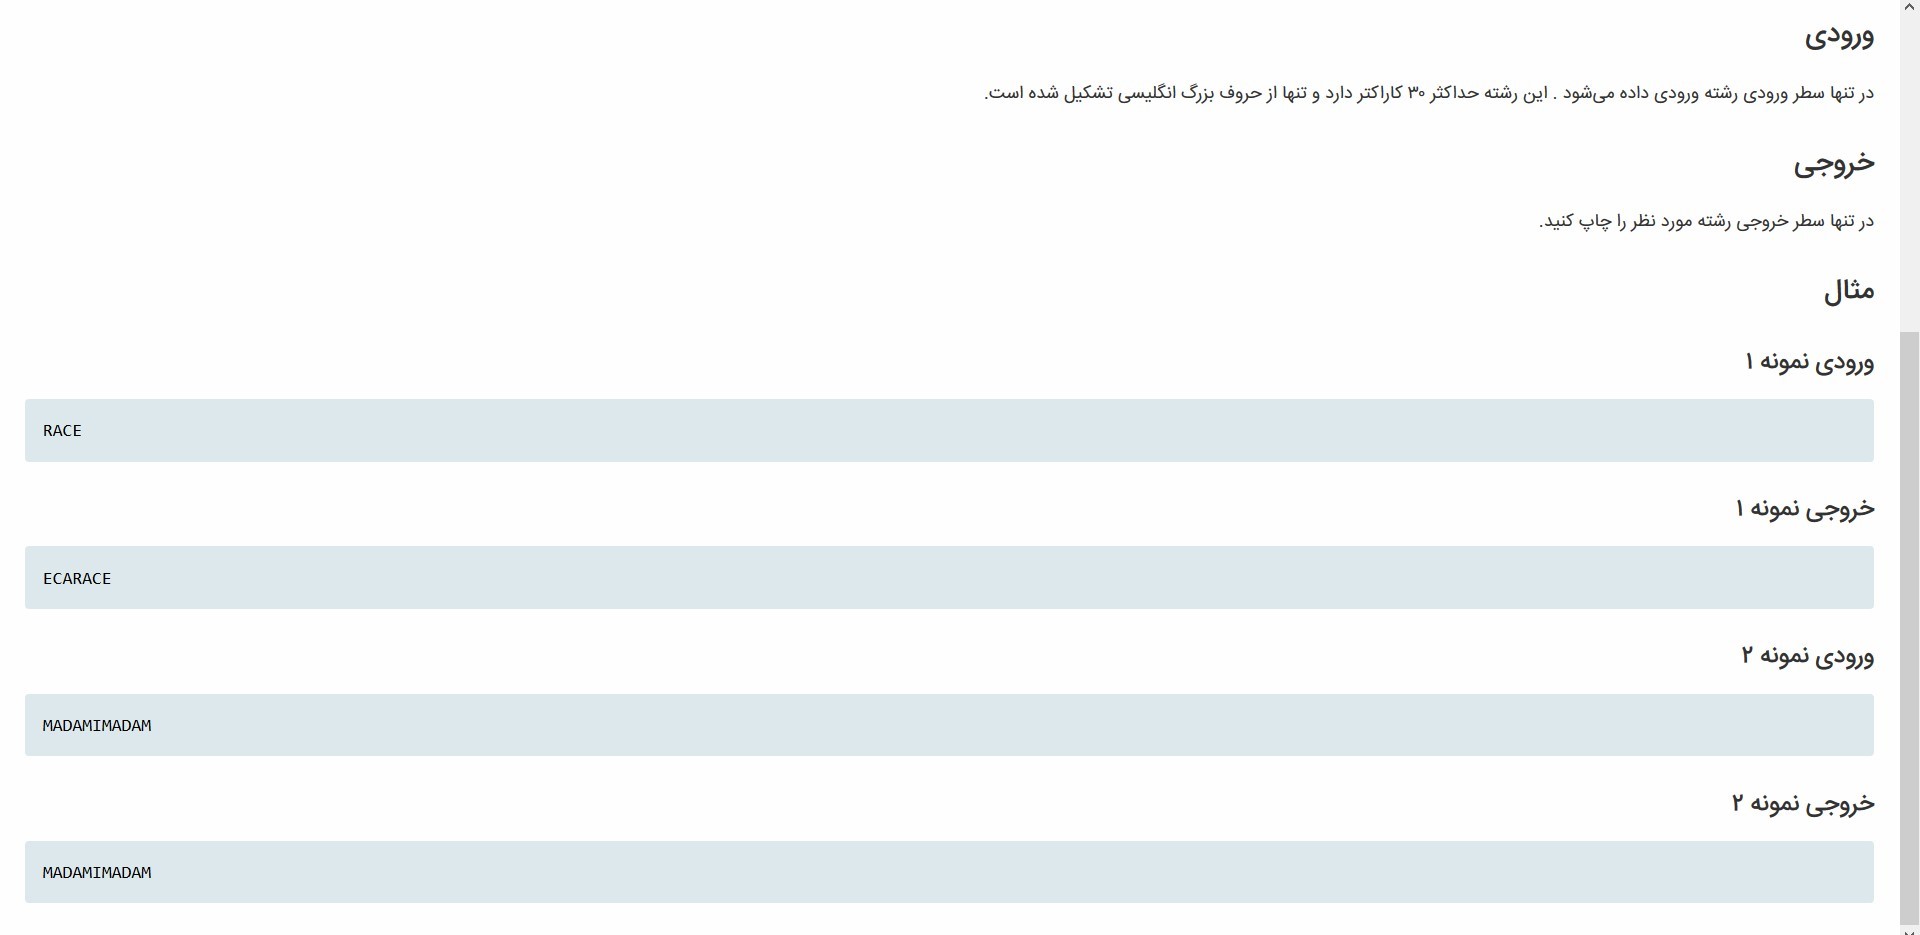 ورودی
در تنها سطر ورودی رشته ورودی داده می‌شود . این رشته حداکثر ۳۰ کاراکتر دارد و تنها از حروف بزرگ انگلیسی تشکیل شده است.
خروجی
در تنها سطر خروجی رشته مورد نظر را چاپ کنید.
مثال
ورودی نمونه ۱
RACE
خروجی نمونه ۱
ECARACE
ورودی نمونه ۲
MADAMIMADAM
خروجی نمونه ۲
MADAMIMADAM